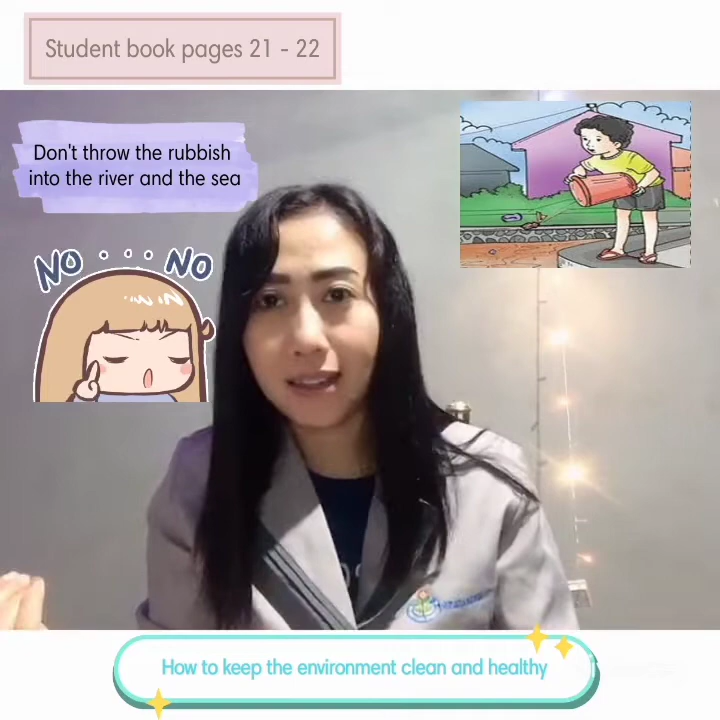 Student book pages 21 - 22
Don't throw the rubbish
into the river and the sea
NO . . . NO
How to keep the environment clean and healthy